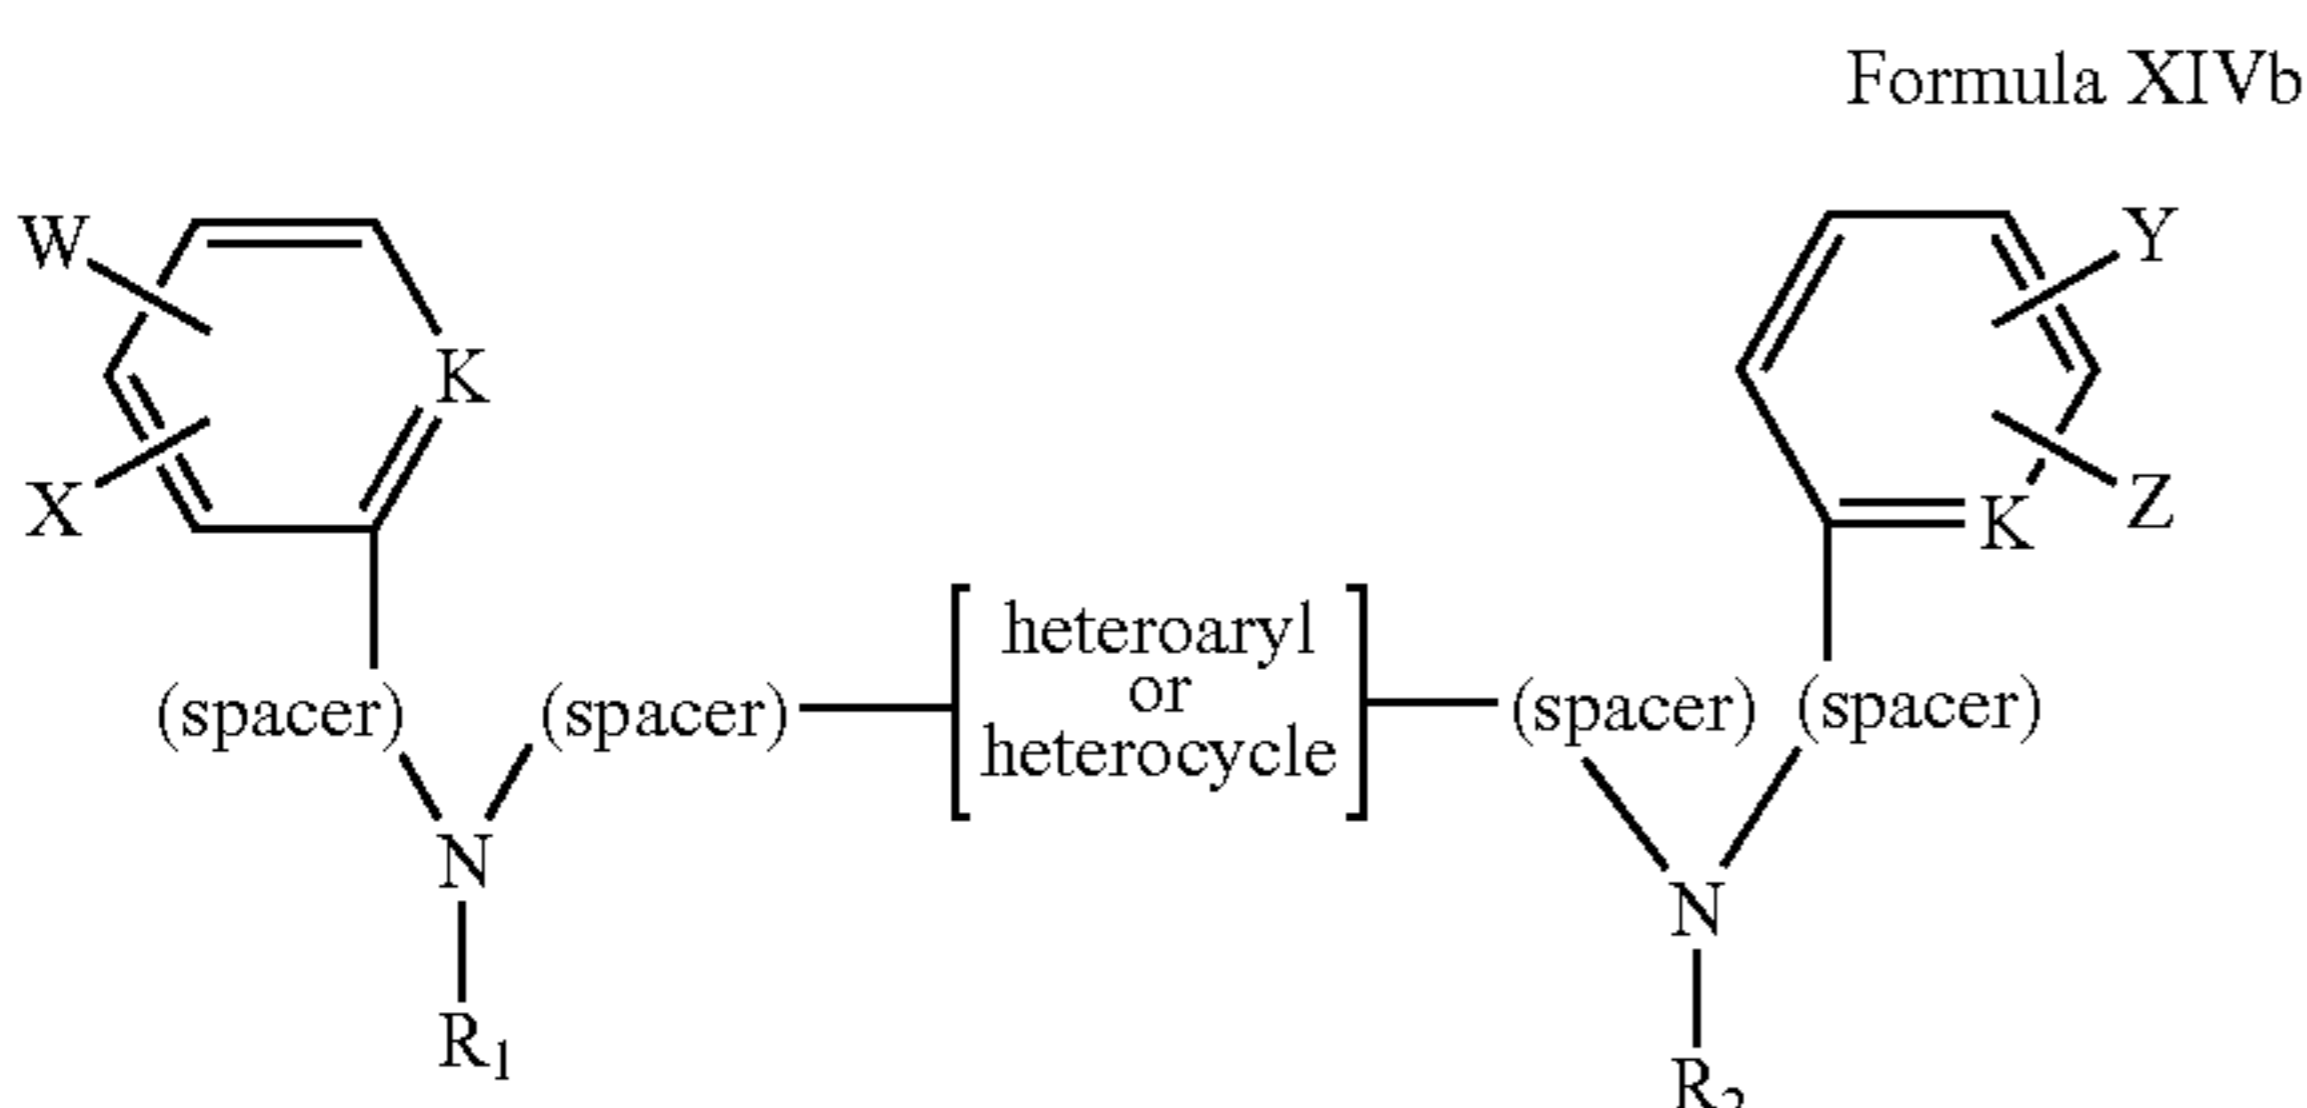 Formula XIVb
W
Y
K
X
K
Z
heteroaryl
(spacer) (spacer) or (spacer) (spacer)
heterocycle
N
N
R1
R2